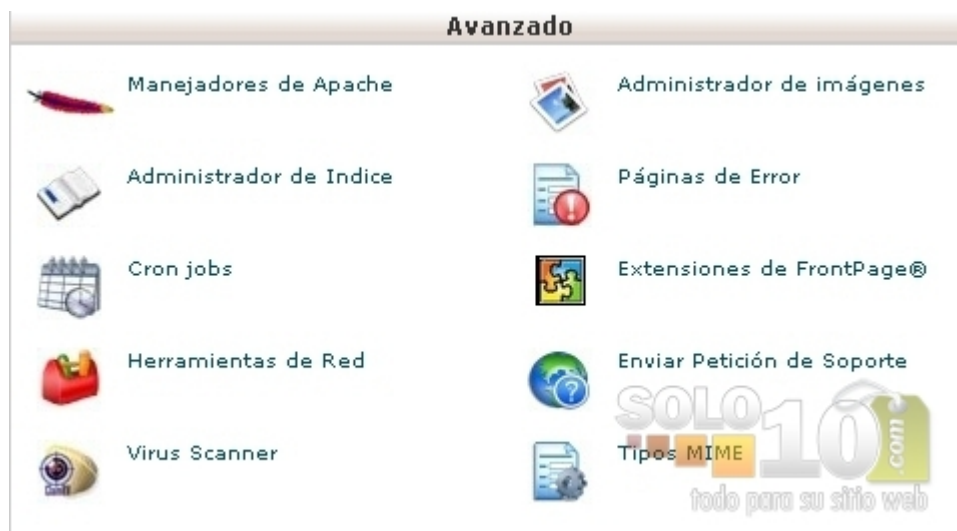 Avanzado
Manejadores de Apache
Administrador de imágenes
Administrador de Indice
Páginas de Error
Cron jobs
Extensiones de FrontPage®
Herramientas de Red
Enviar Petición de Soporte
Virus Scanner
Tipos MIME
SOLO10.com
todo para su sitio web